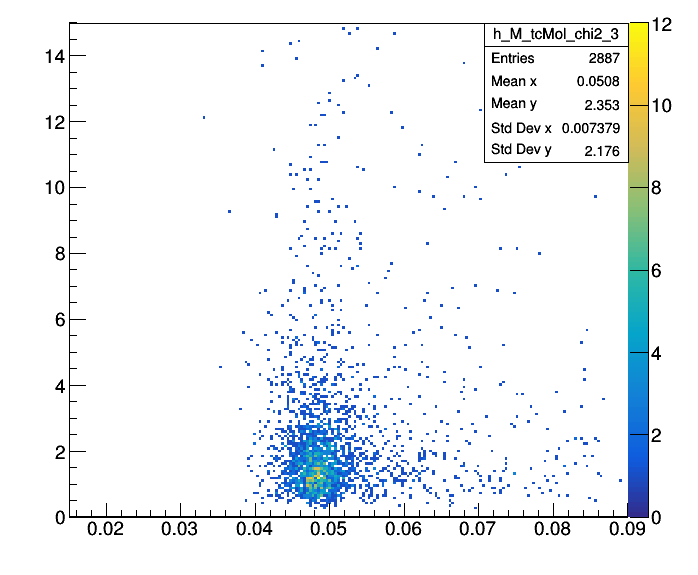 h_M_tcMol_chi2_3
Entries 2887
Mean x 0.0508
Mean y 2.353
Std Dev x 0.007379
Std Dev y 2.176
14
12
10
8
6
4
2
0
0.02 0.03 0.04 0.05 0.06 0.07 0.08 0.09
12
10
8
6
4
2
0